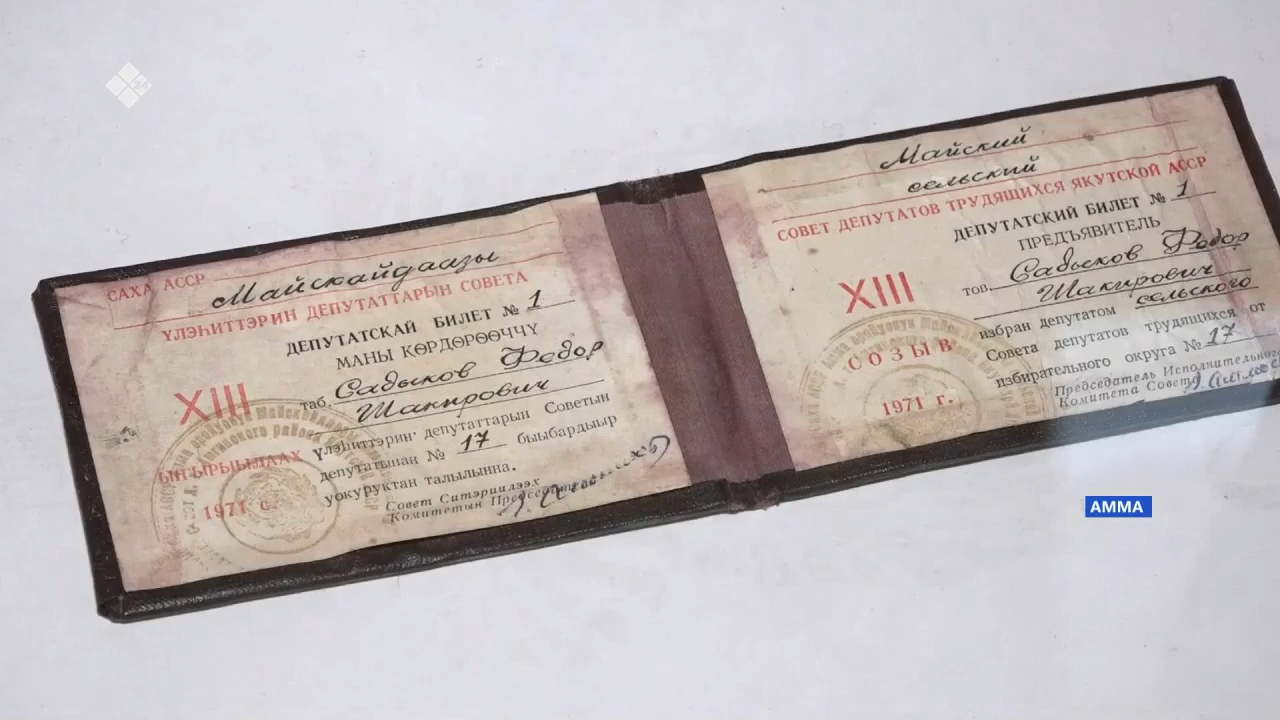 САХА АССР
Майскайдаазы
ҮЛЭҺИТТЭРИН ДЕПУТАТТАРЫН СОВЕТА
ДЕПУТАТСКАЙ БИЛЕТ № 1
МАНЫ КӨРДӨРӨӨЧЧҮ
таб. Садыков Федор
Шакирович
XIII
ЫҤЫРЫЫЛААХ
1971 с.
Үлэһиттэрин депутаттарын Советын
депутатынан № 17 быыбардыыр
уокуруктан талылынна.
Совет Ситэриилээх
Комитетын Председателэ
Майский
сельский
СОВЕТ ДЕПУТАТОВ ТРУДЯЩИХСЯ ЯКУТСКОЙ АССР
ДЕПУТАТСКИЙ БИЛЕТ № 1
ПРЕДЪЯВИТЕЛЬ
тов. Садыков Федор
Шакирович
XIII
СОЗЫВ
1971 г.
избран депутатом сельского
Совета депутатов трудящихся от
избирательного округа № 17
Председатель Исполнительного
Комитета Совета
АММА
24